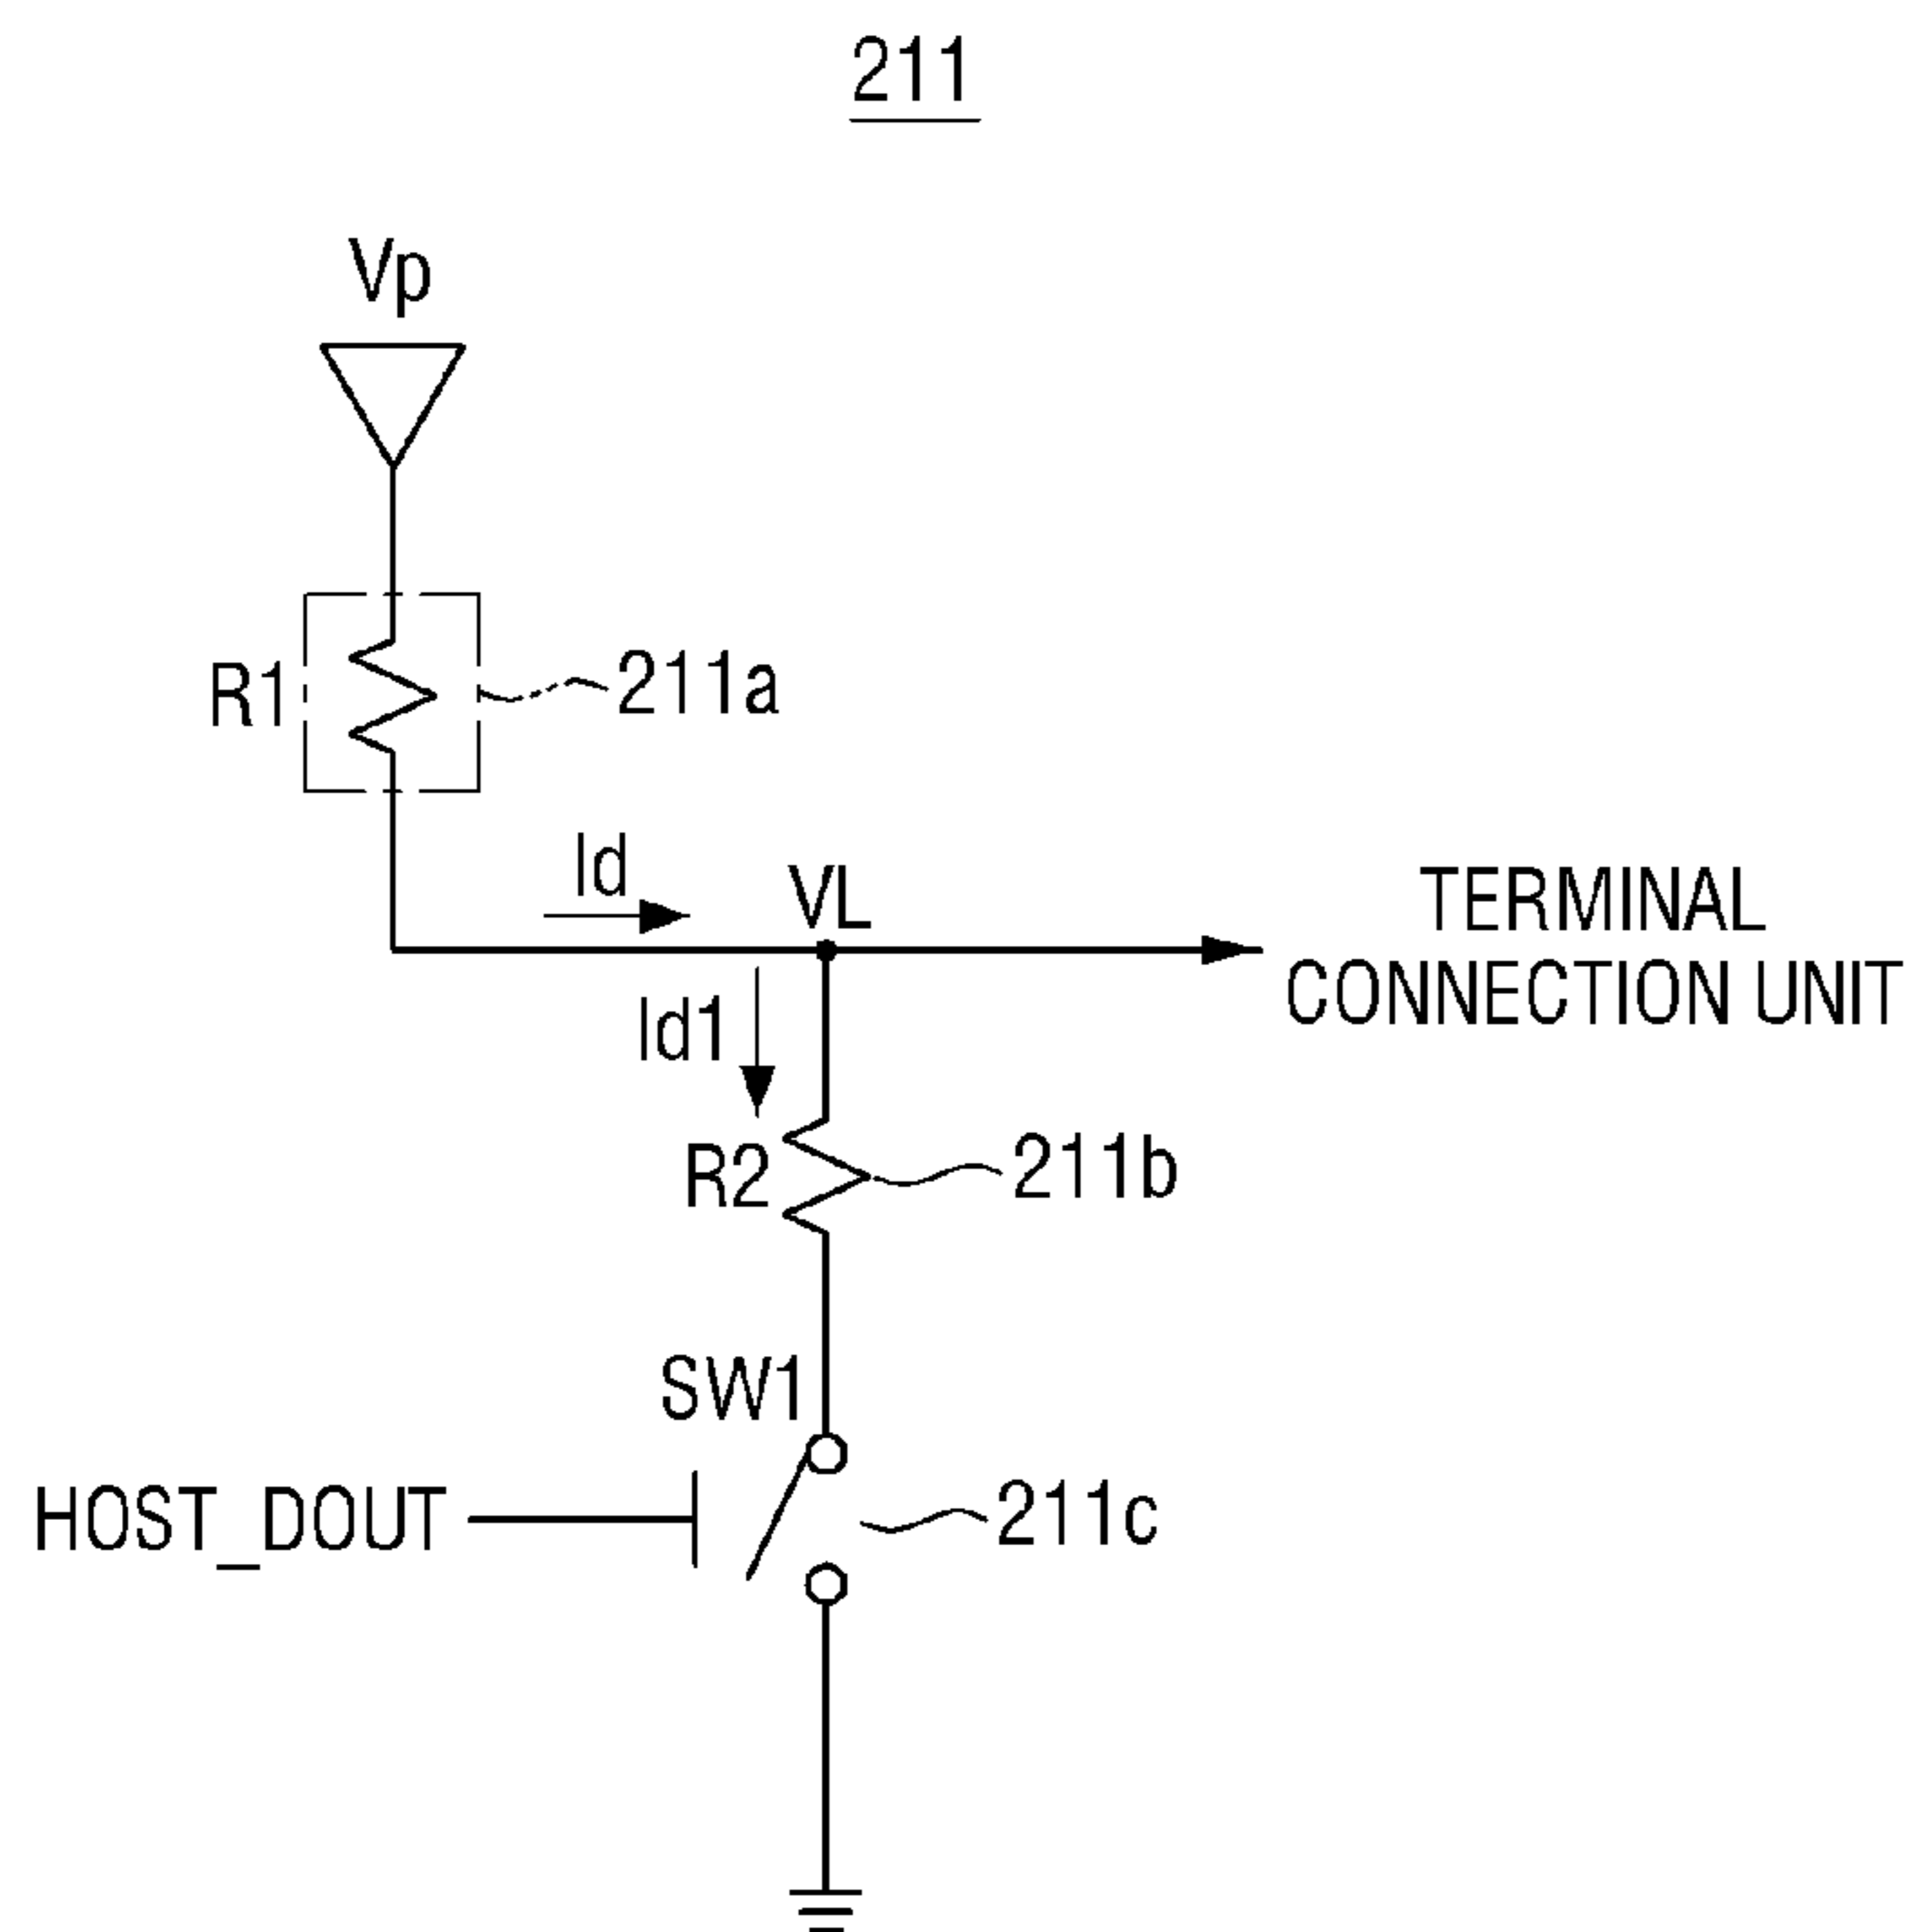 211
Vp
R1
211a
Id
VL
TERMINAL
CONNECTION UNIT
Id1
R2
211b
SW1
HOST_DOUT
211c